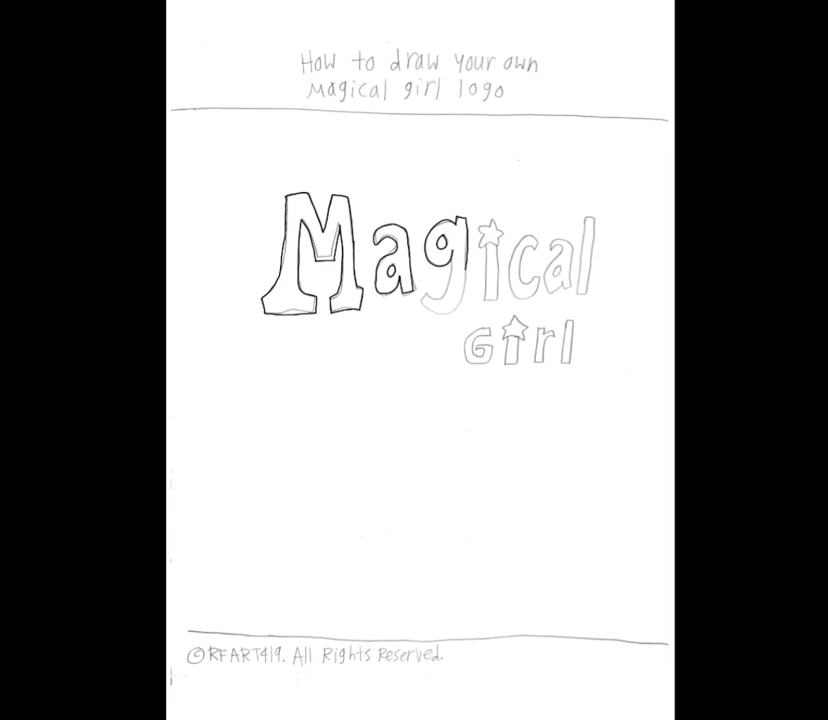 How to draw your own
Magical girl logo
Magical
Girl
©RFART419. All Rights Reserved.